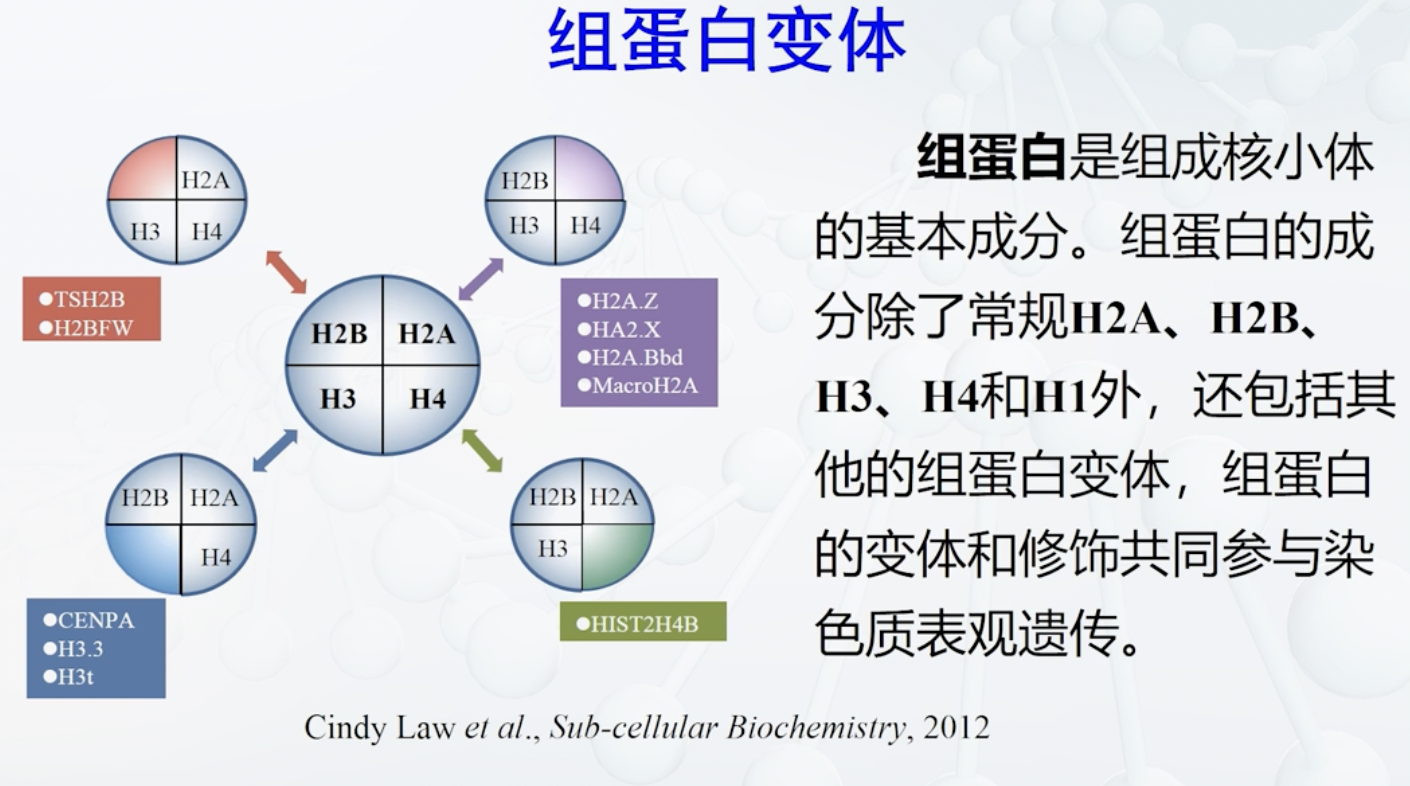 组蛋白变体
H2A
H3 H4
●TSH2B
●H2BFW
H2B
H3 H4
●H2A.Z
●HA2.X
●H2A.Bbd
●MacroH2A
H2B H2A
H3 H4
H2B H2A
H4
●CENPA
●H3.3
●H3t
H2B H2A
H3
●HIST2H4B
组蛋白是组成核小体
的基本成分。组蛋白的成
分除了常规H2A、H2B、
H3、H4和H1外，还包括其
他的组蛋白变体，组蛋白
的变体和修饰共同参与染
色质表观遗传。
Cindy Law et al., Sub-cellular Biochemistry, 2012